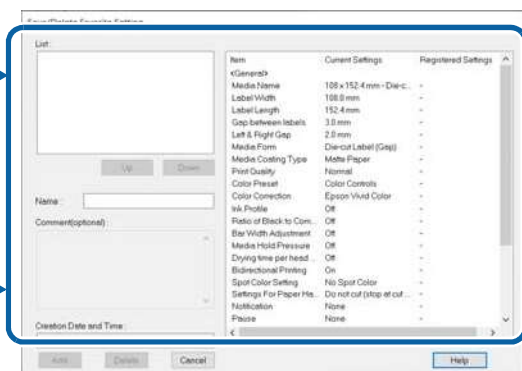 Save/Delete Favorite Setting
List:
Up Down
Name :
Comment(optional) :
Creation Date and Time :
Item Current Settings Registered Settings
<General>
Media Name 108 x 152.4 mm - Die-c... -
Label Width 108.0 mm -
Label Length 152.4 mm -
Gap between labels 3.0 mm -
Left & Right Gap 2.0 mm -
Media Form Die-cut Label (Gap) -
Media Coating Type Matte Paper -
Print Quality Normal -
Color Preset Color Controls -
Color Correction Epson Vivid Color -
Ink Profile Off -
Ratio of Black to Com... Off -
Bar Width Adjustment Off -
Media Hold Pressure Off -
Drying time per head ... Off -
Bidirectional Printing On -
Spot Color Setting No Spot Color -
Settings For Paper Ha... Do not cut (stop at cut ... -
Notification None -
Pause None -
Add Delete Cancel Help